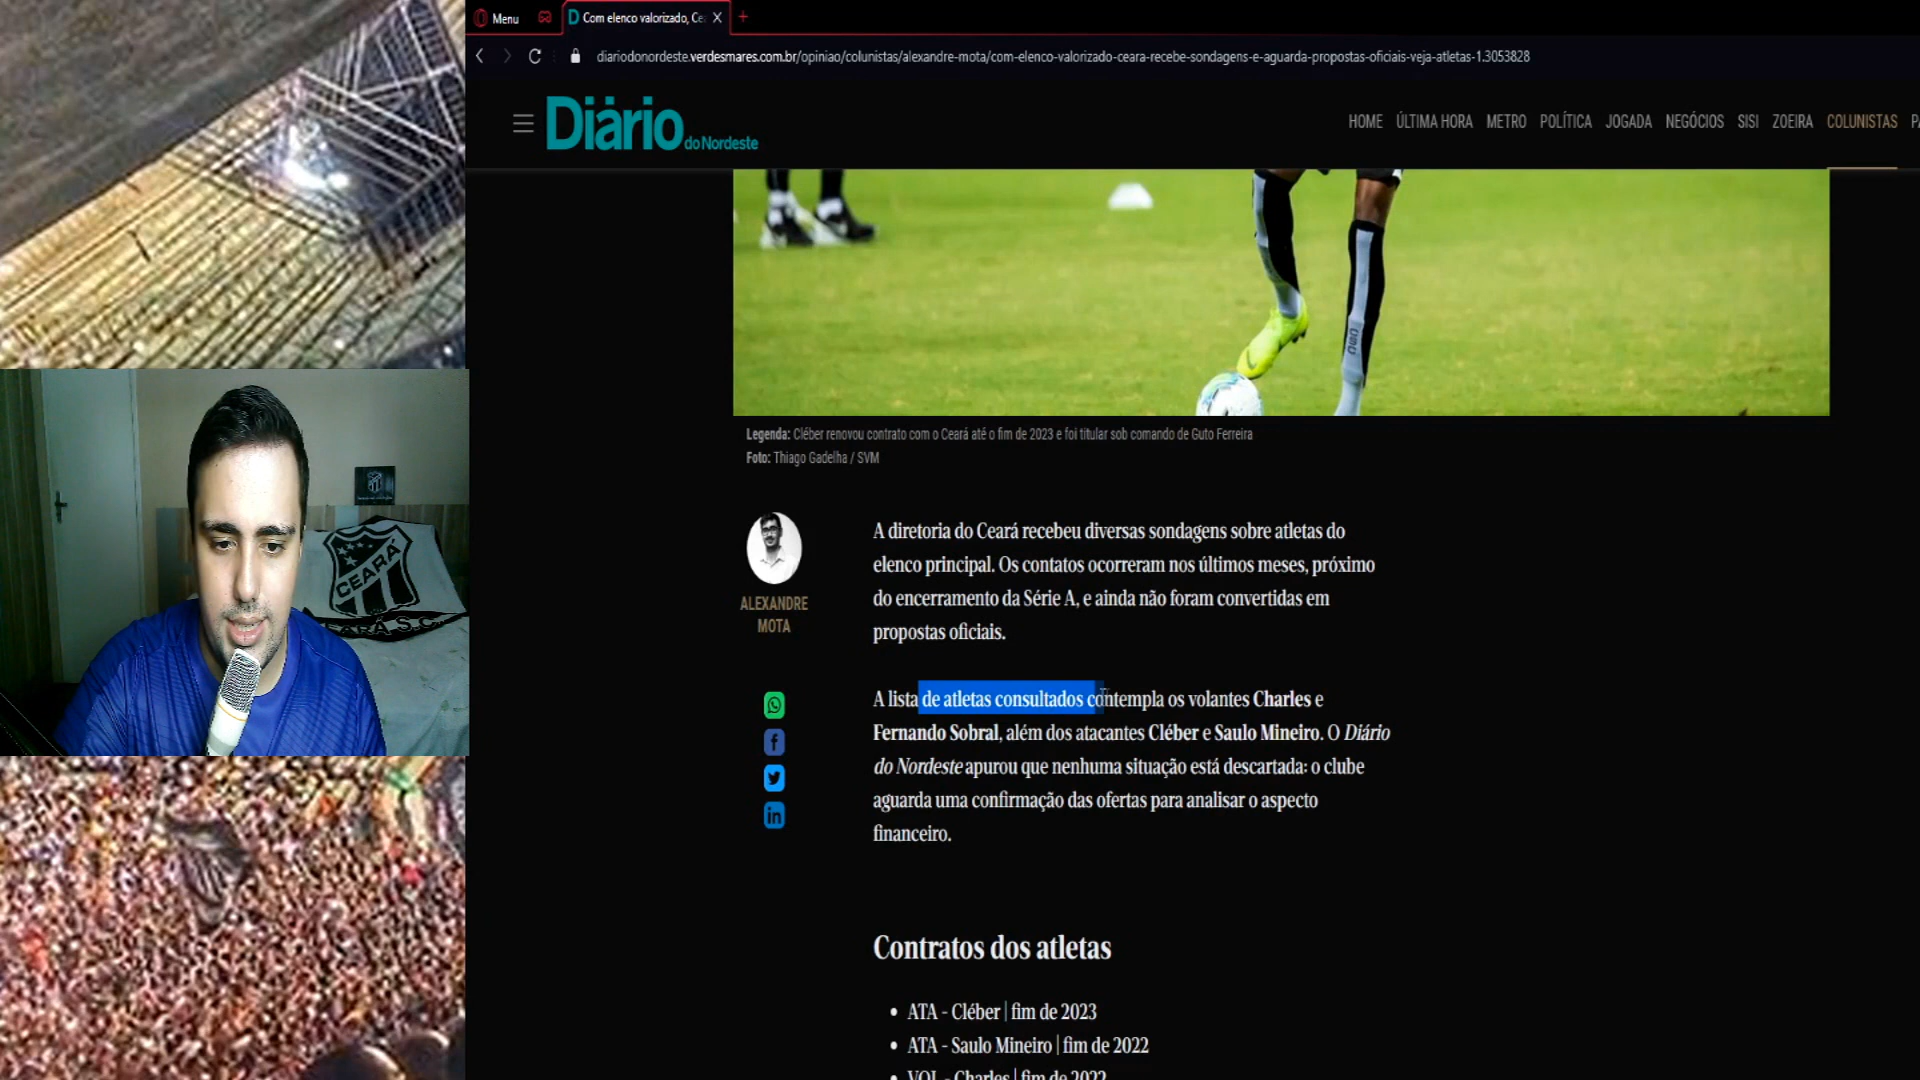 Menu
Com elenco valorizado, Ce
diariodonordeste.verdesmares.com.br/opiniao/colunistas/alexandre-mota/com-elenco-valorizado-ceara-recebe-sondagens-e-aguarda-propostas-oficiais-veja-atletas-1.3053828
Diário do Nordeste
HOME ÚLTIMA HORA METRO POLÍTICA JOGADA NEGÓCIOS SISI ZOEIRA COLUNISTAS
Legenda: Cléber renovou contrato com o Ceará até o fim de 2023 e foi titular sob comando de Guto Ferreira
Foto: Thiago Gadelha / SVM
ALEXANDRE
MOTA
A diretoria do Ceará recebeu diversas sondagens sobre atletas do
elenco principal. Os contatos ocorreram nos últimos meses, próximo
do encerramento da Série A, e ainda não foram convertidas em
propostas oficiais.
A lista de atletas consultados contempla os volantes Charles e
Fernando Sobral, além dos atacantes Cléber e Saulo Mineiro. O Diário
do Nordeste apurou que nenhuma situação está descartada: o clube
aguarda uma confirmação das ofertas para analisar o aspecto
financeiro.
Contratos dos atletas
• ATA - Cléber | fim de 2023
• ATA - Saulo Mineiro | fim de 2022
• VOL - Charles | fim de 2022
CEARÁ
CEARÁ S.C.